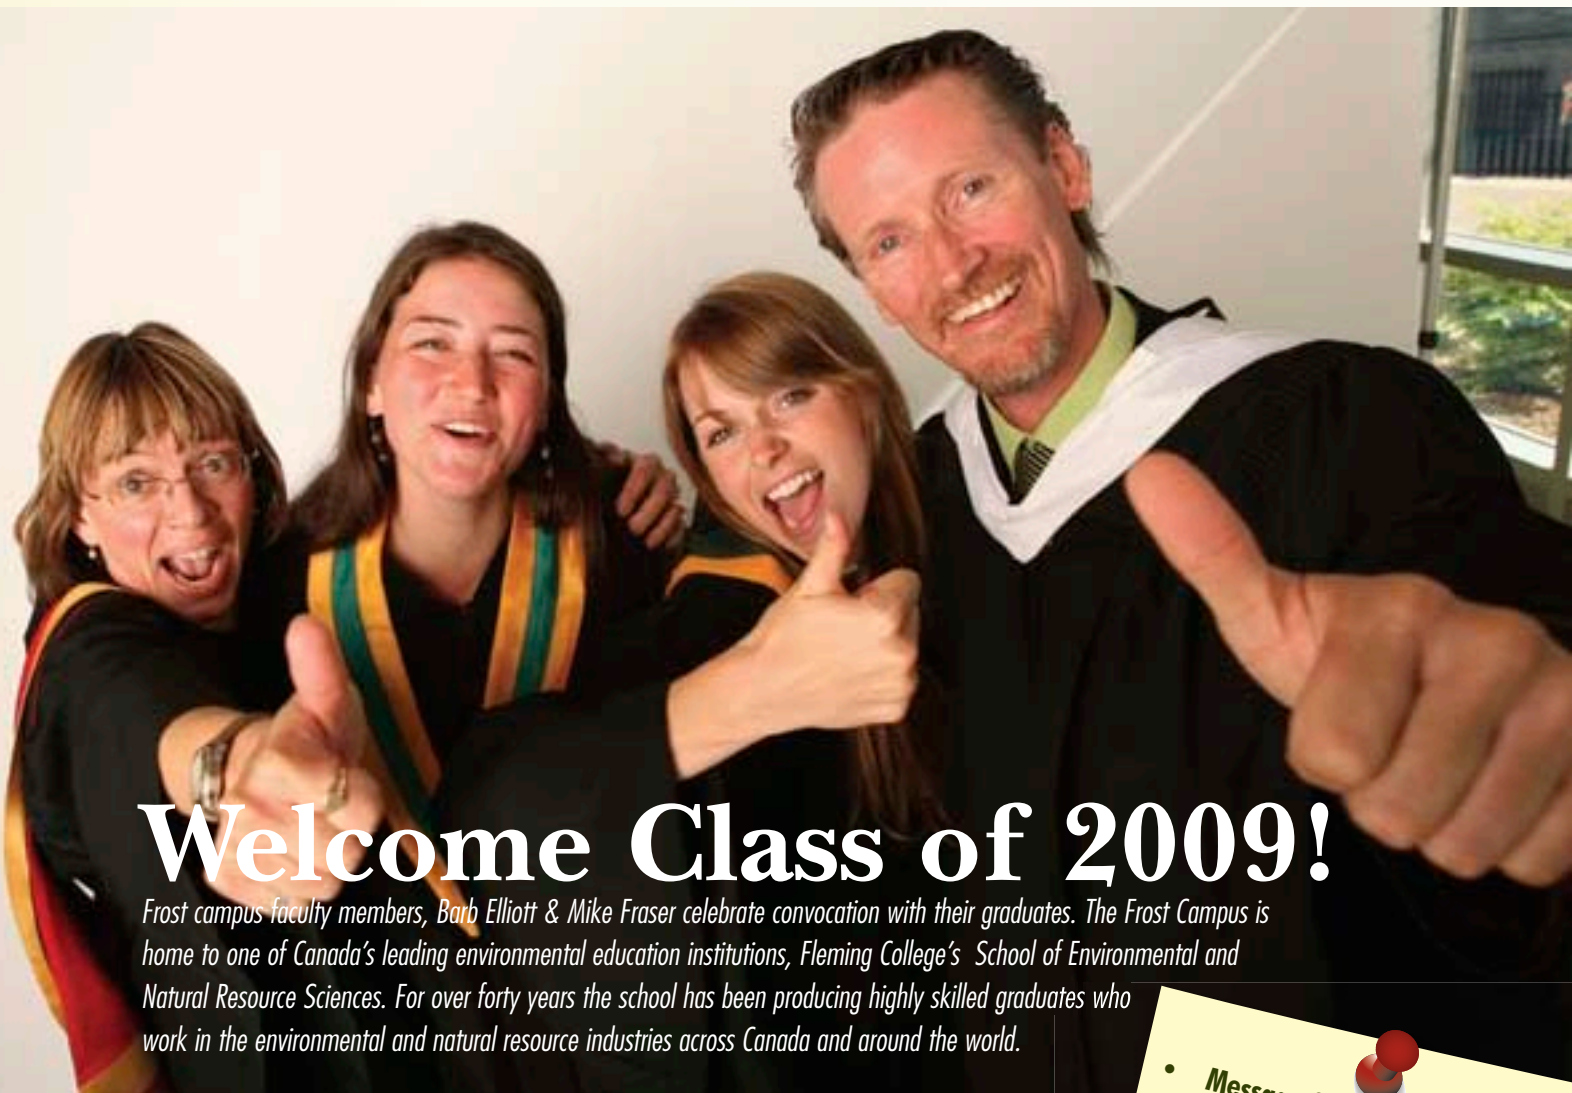 Welcome Class of 2009!
Frost campus faculty members, Barb Elliott & Mike Fraser celebrate convocation with their graduates. The Frost Campus is
home to one of Canada's leading environmental education institutions, Fleming College's  School of Environmental and
Natural Resource Sciences. For over forty years the school has been producing highly skilled graduates who
work in the environmental and natural resource industries across Canada and around the world.